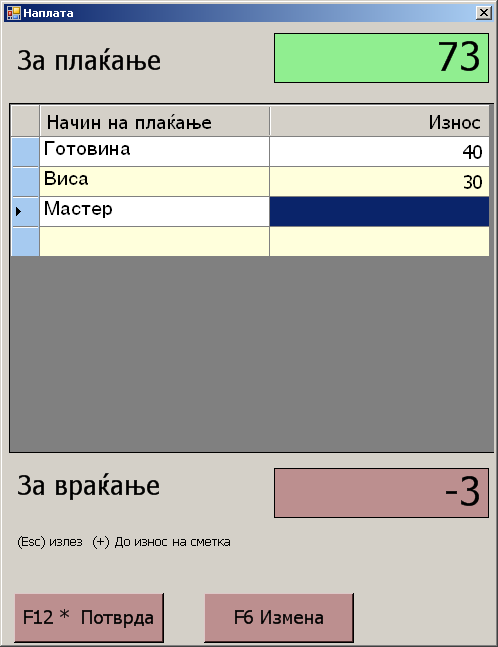 Наплата
За плаќање 73
Начин на плаќање Износ
Готовина 40
Виса 30
Мастер
За враќање -3
(Esc) излез (+) До износ на сметка
F12 * Потврда F6 Измена